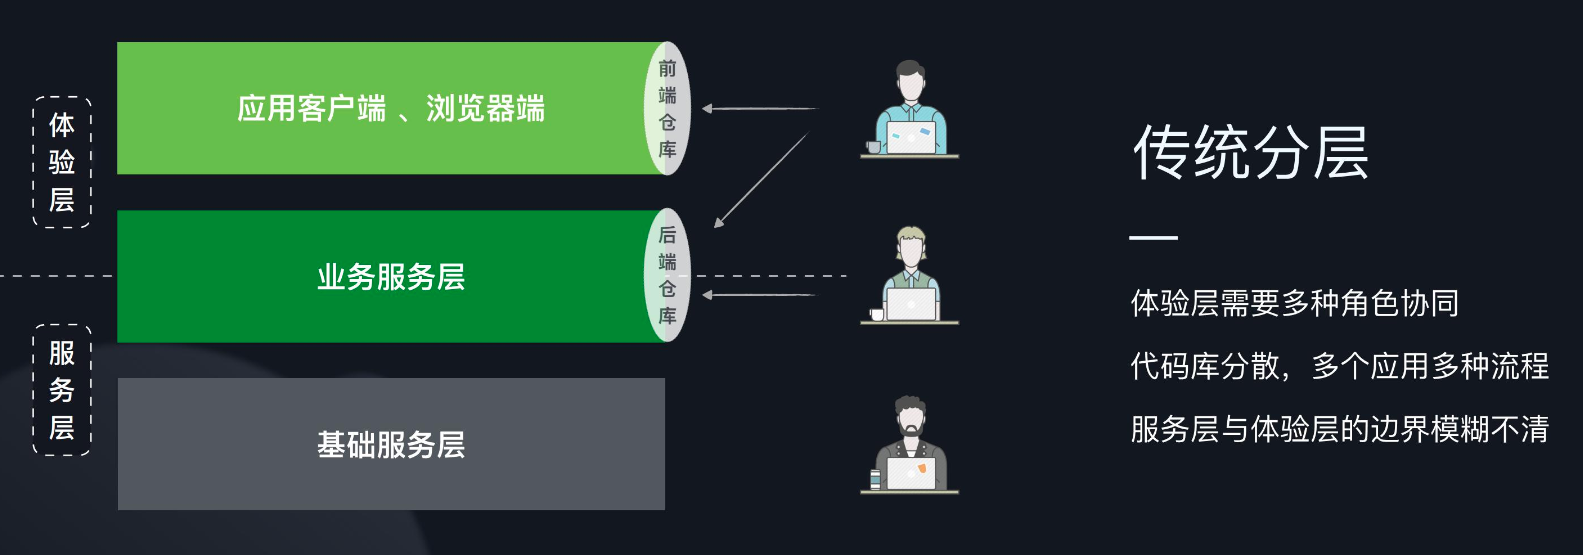 体验层
应用客户端 、浏览器端
前端仓库
业务服务层
后端仓库
服务层
基础服务层
传统分层
体验层需要多种角色协同
代码库分散，多个应用多种流程
服务层与体验层的边界模糊不清